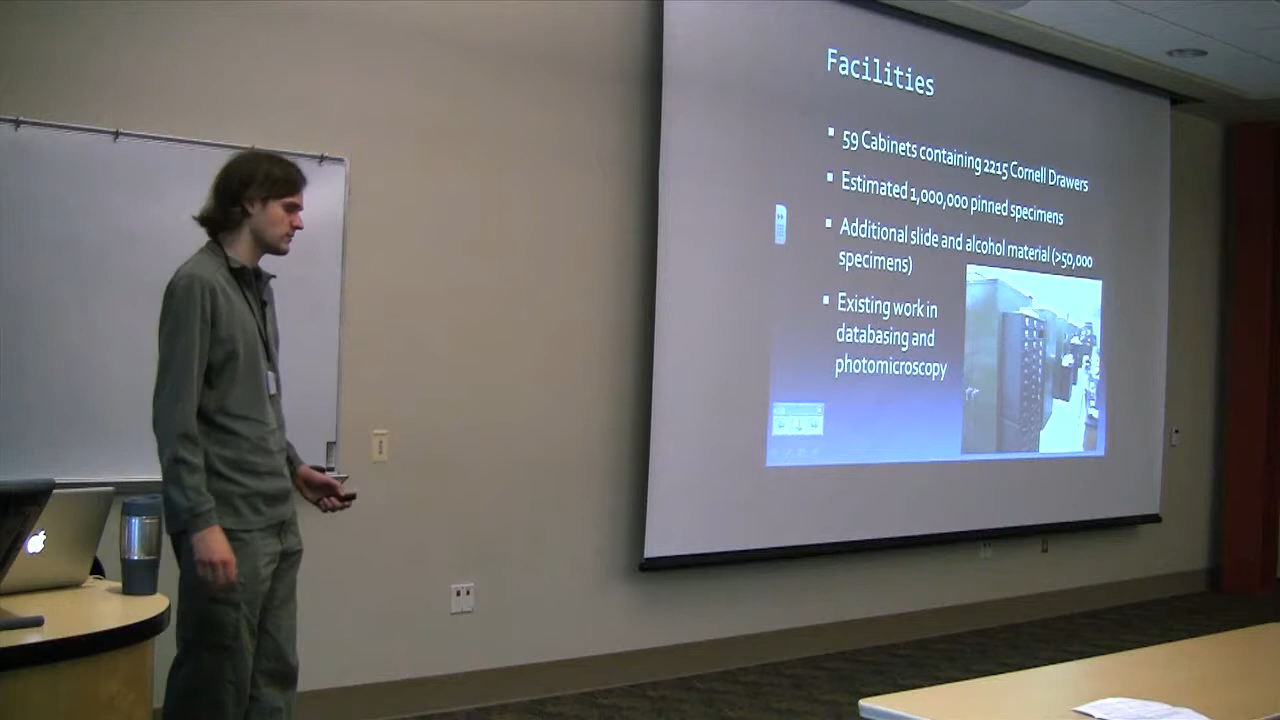 Facilities
59 Cabinets containing 2215 Cornell Drawers
Estimated 1,000,000 pinned specimens
Additional slide and alcohol material (>50,000
specimens)
Existing work in
databasing and
photomicroscopy